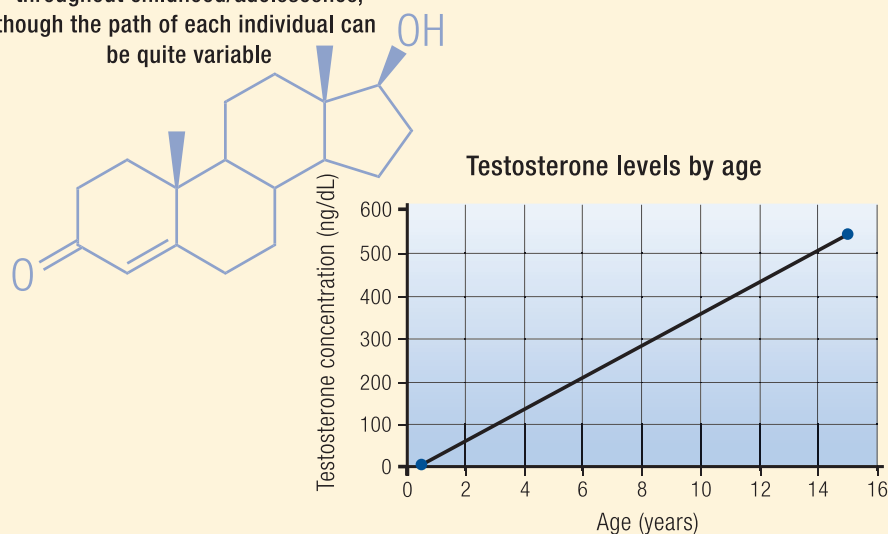 though the path of each individual can
be quite variable
OH
O
Testosterone levels by age
Testosterone concentration (ng/dL)
600
500
400
300
200
100
0
0 2 4 6 8 10 12 14 16
Age (years)